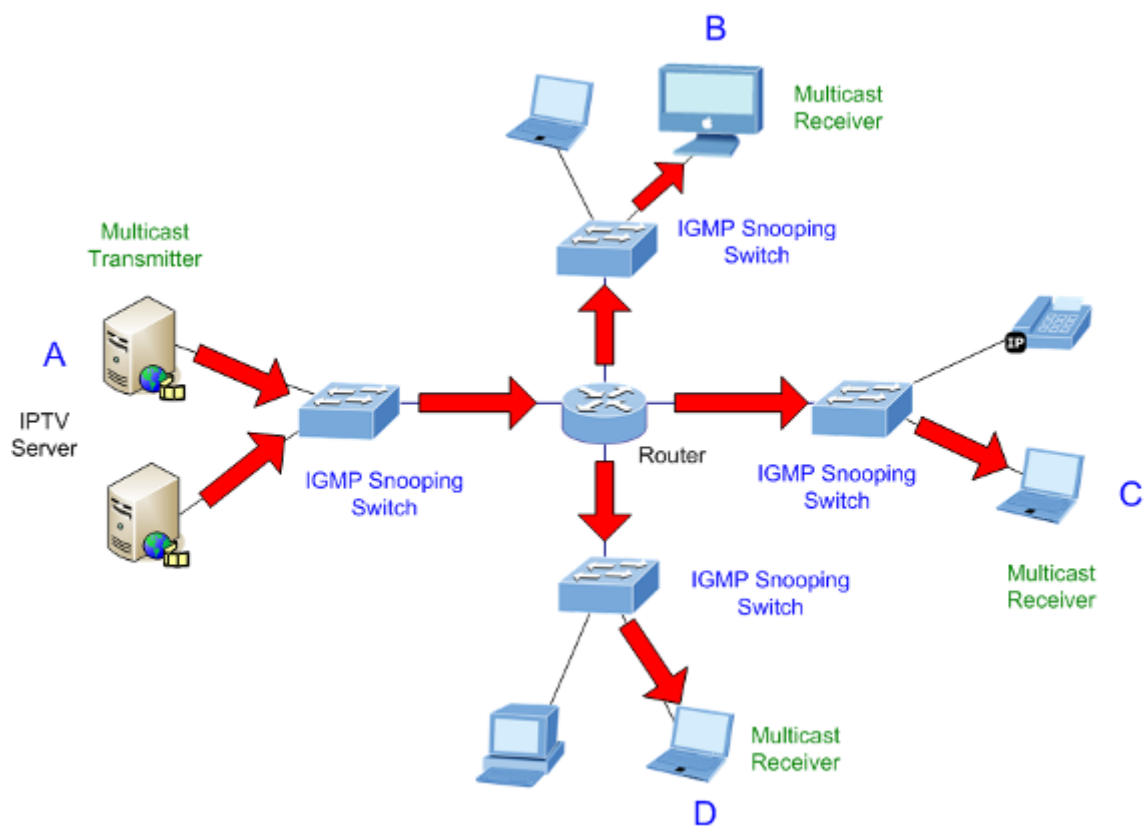 B
Multicast
Receiver
IGMP Snooping
Switch
Multicast
Transmitter
A
IPTV
Server
IGMP Snooping
Switch
Router
IP
IGMP Snooping
Switch
C
Multicast
Receiver
IGMP Snooping
Switch
Multicast
Receiver
D